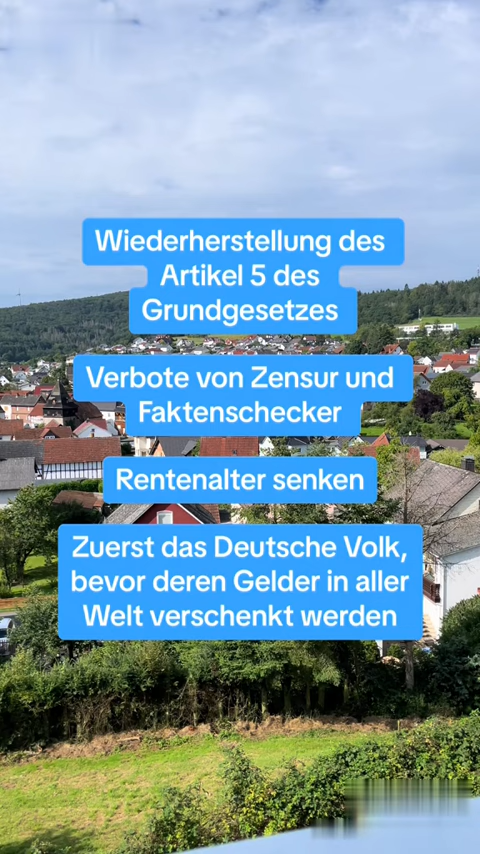 Wiederherstellung des
Artikel 5 des
Grundgesetzes
Verbote von Zensur und
Faktenschecker
Rentenalter senken
Zuerst das Deutsche Volk,
bevor deren Gelder in aller
Welt verschenkt werden